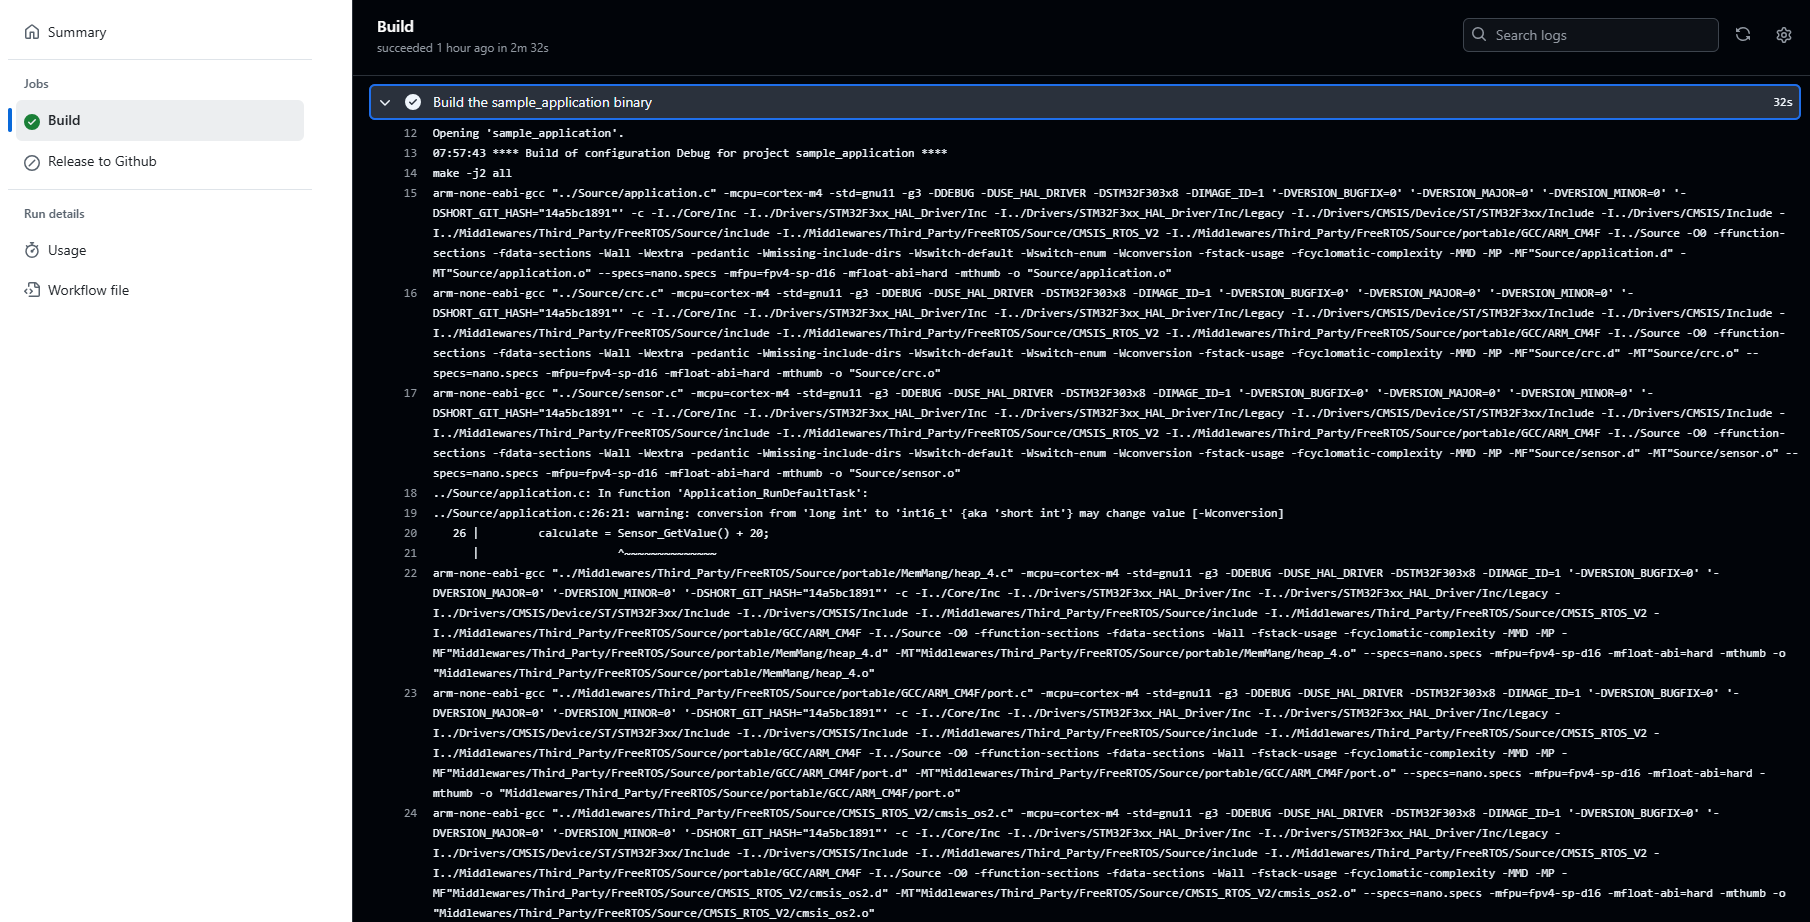 Summary
Jobs
Build
Release to Github
Run details
Usage
Workflow file
Build
succeeded 1 hour ago in 2m 32s
Search logs
Build the sample_application binary
32s
12 Opening 'sample_application'.
13 07:57:43 **** Build of configuration Debug for project sample_application ****
14 make -j2 all
15 arm-none-eabi-gcc "../Source/application.c" -mcpu=cortex-m4 -std=gnu11 -g3 -DDEBUG -DUSE_HAL_DRIVER -DSTM32F303x8 -DIMAGE_ID=1 '-DVERSION_BUGFIX=0' '-DVERSION_MAJOR=0' '-DVERSION_MINOR=0' '-
DSHORT_GIT_HASH="14a5bc1891"' -c -I../Core/Inc -I../Drivers/STM32F3xx_HAL_Driver/Inc -I../Drivers/STM32F3xx_HAL_Driver/Inc/Legacy -I../Drivers/CMSIS/Device/ST/STM32F3xx/Include -I../Drivers/CMSIS/Include -
I../Middlewares/Third_Party/FreeRTOS/Source/include -I../Middlewares/Third_Party/FreeRTOS/Source/CMSIS_RTOS_V2 -I../Middlewares/Third_Party/FreeRTOS/Source/portable/GCC/ARM_CM4F -I../Source -O0 -ffunction-
sections -fdata-sections -Wall -Wextra -pedantic -Wmissing-include-dirs -Wswitch-default -Wswitch-enum -Wconversion -fstack-usage -fcyclomatic-complexity -MMD -MP -MF"Source/application.d" -
MT"Source/application.o" --specs=nano.specs -mfpu=fpv4-sp-d16 -mfloat-abi=hard -mthumb -o "Source/application.o"
16 arm-none-eabi-gcc "../Source/crc.c" -mcpu=cortex-m4 -std=gnu11 -g3 -DDEBUG -DUSE_HAL_DRIVER -DSTM32F303x8 -DIMAGE_ID=1 '-DVERSION_BUGFIX=0' '-DVERSION_MAJOR=0' '-DVERSION_MINOR=0' '-
DSHORT_GIT_HASH="14a5bc1891"' -c -I../Core/Inc -I../Drivers/STM32F3xx_HAL_Driver/Inc -I../Drivers/STM32F3xx_HAL_Driver/Inc/Legacy -I../Drivers/CMSIS/Device/ST/STM32F3xx/Include -I../Drivers/CMSIS/Include -
I../Middlewares/Third_Party/FreeRTOS/Source/include -I../Middlewares/Third_Party/FreeRTOS/Source/CMSIS_RTOS_V2 -I../Middlewares/Third_Party/FreeRTOS/Source/portable/GCC/ARM_CM4F -I../Source -O0 -ffunction-
sections -fdata-sections -Wall -Wextra -pedantic -Wmissing-include-dirs -Wswitch-default -Wswitch-enum -Wconversion -fstack-usage -fcyclomatic-complexity -MMD -MP -MF"Source/crc.d" -MT"Source/crc.o" --
specs=nano.specs -mfpu=fpv4-sp-d16 -mfloat-abi=hard -mthumb -o "Source/crc.o"
17 arm-none-eabi-gcc "../Source/sensor.c" -mcpu=cortex-m4 -std=gnu11 -g3 -DDEBUG -DUSE_HAL_DRIVER -DSTM32F303x8 -DIMAGE_ID=1 '-DVERSION_BUGFIX=0' '-DVERSION_MAJOR=0' '-DVERSION_MINOR=0' '-
DSHORT_GIT_HASH="14a5bc1891"' -c -I../Core/Inc -I../Drivers/STM32F3xx_HAL_Driver/Inc -I../Drivers/STM32F3xx_HAL_Driver/Inc/Legacy -I../Drivers/CMSIS/Device/ST/STM32F3xx/Include -I../Drivers/CMSIS/Include -
I../Middlewares/Third_Party/FreeRTOS/Source/include -I../Middlewares/Third_Party/FreeRTOS/Source/CMSIS_RTOS_V2 -I../Middlewares/Third_Party/FreeRTOS/Source/portable/GCC/ARM_CM4F -I../Source -O0 -ffunction-
sections -fdata-sections -Wall -Wextra -pedantic -Wmissing-include-dirs -Wswitch-default -Wswitch-enum -Wconversion -fstack-usage -fcyclomatic-complexity -MMD -MP -MF"Source/sensor.d" -MT"Source/sensor.o" --
specs=nano.specs -mfpu=fpv4-sp-d16 -mfloat-abi=hard -mthumb -o "Source/sensor.o"
18 ../Source/application.c: In function 'Application_RunDefaultTask':
19 ../Source/application.c:26:21: warning: conversion from 'long int' to 'int16_t' {aka 'short int'} may change value [-Wconversion]
20 26 | calculate = Sensor_GetValue() + 20;
21 | ^~~~~~~~~~~~~~~
22 arm-none-eabi-gcc "../Middlewares/Third_Party/FreeRTOS/Source/portable/MemMang/heap_4.c" -mcpu=cortex-m4 -std=gnu11 -g3 -DDEBUG -DUSE_HAL_DRIVER -DSTM32F303x8 -DIMAGE_ID=1 '-DVERSION_BUGFIX=0' '-
DVERSION_MAJOR=0' '-DVERSION_MINOR=0' '-DSHORT_GIT_HASH="14a5bc1891"' -c -I../Core/Inc -I../Drivers/STM32F3xx_HAL_Driver/Inc -I../Drivers/STM32F3xx_HAL_Driver/Inc/Legacy -
I../Drivers/CMSIS/Device/ST/STM32F3xx/Include -I../Drivers/CMSIS/Include -I../Middlewares/Third_Party/FreeRTOS/Source/include -I../Middlewares/Third_Party/FreeRTOS/Source/CMSIS_RTOS_V2 -
I../Middlewares/Third_Party/FreeRTOS/Source/portable/GCC/ARM_CM4F -I../Source -O0 -ffunction-sections -fdata-sections -Wall -fstack-usage -fcyclomatic-complexity -MMD -MP -
MF"Middlewares/Third_Party/FreeRTOS/Source/portable/MemMang/heap_4.d" -MT"Middlewares/Third_Party/FreeRTOS/Source/portable/MemMang/heap_4.o" --specs=nano.specs -mfpu=fpv4-sp-d16 -mfloat-abi=hard -mthumb -o
"Middlewares/Third_Party/FreeRTOS/Source/portable/MemMang/heap_4.o"
23 arm-none-eabi-gcc "../Middlewares/Third_Party/FreeRTOS/Source/portable/GCC/ARM_CM4F/port.c" -mcpu=cortex-m4 -std=gnu11 -g3 -DDEBUG -DUSE_HAL_DRIVER -DSTM32F303x8 -DIMAGE_ID=1 '-DVERSION_BUGFIX=0' '-
DVERSION_MAJOR=0' '-DVERSION_MINOR=0' '-DSHORT_GIT_HASH="14a5bc1891"' -c -I../Core/Inc -I../Drivers/STM32F3xx_HAL_Driver/Inc -I../Drivers/STM32F3xx_HAL_Driver/Inc/Legacy -
I../Drivers/CMSIS/Device/ST/STM32F3xx/Include -I../Drivers/CMSIS/Include -I../Middlewares/Third_Party/FreeRTOS/Source/include -I../Middlewares/Third_Party/FreeRTOS/Source/CMSIS_RTOS_V2 -
I../Middlewares/Third_Party/FreeRTOS/Source/portable/GCC/ARM_CM4F -I../Source -O0 -ffunction-sections -fdata-sections -Wall -fstack-usage -fcyclomatic-complexity -MMD -MP -
MF"Middlewares/Third_Party/FreeRTOS/Source/portable/GCC/ARM_CM4F/port.d" -MT"Middlewares/Third_Party/FreeRTOS/Source/portable/GCC/ARM_CM4F/port.o" --specs=nano.specs -mfpu=fpv4-sp-d16 -mfloat-abi=hard -
mthumb -o "Middlewares/Third_Party/FreeRTOS/Source/portable/GCC/ARM_CM4F/port.o"
24 arm-none-eabi-gcc "../Middlewares/Third_Party/FreeRTOS/Source/CMSIS_RTOS_V2/cmsis_os2.c" -mcpu=cortex-m4 -std=gnu11 -g3 -DDEBUG -DUSE_HAL_DRIVER -DSTM32F303x8 -DIMAGE_ID=1 '-DVERSION_BUGFIX=0' '-
DVERSION_MAJOR=0' '-DVERSION_MINOR=0' '-DSHORT_GIT_HASH="14a5bc1891"' -c -I../Core/Inc -I../Drivers/STM32F3xx_HAL_Driver/Inc -I../Drivers/STM32F3xx_HAL_Driver/Inc/Legacy -
I../Drivers/CMSIS/Device/ST/STM32F3xx/Include -I../Drivers/CMSIS/Include -I../Middlewares/Third_Party/FreeRTOS/Source/include -I../Middlewares/Third_Party/FreeRTOS/Source/CMSIS_RTOS_V2 -
I../Middlewares/Third_Party/FreeRTOS/Source/portable/GCC/ARM_CM4F -I../Source -O0 -ffunction-sections -fdata-sections -Wall -fstack-usage -fcyclomatic-complexity -MMD -MP -
MF"Middlewares/Third_Party/FreeRTOS/Source/CMSIS_RTOS_V2/cmsis_os2.d" -MT"Middlewares/Third_Party/FreeRTOS/Source/CMSIS_RTOS_V2/cmsis_os2.o" --specs=nano.specs -mfpu=fpv4-sp-d16 -mfloat-abi=hard -mthumb -o
"Middlewares/Third_Party/FreeRTOS/Source/CMSIS_RTOS_V2/cmsis_os2.o"